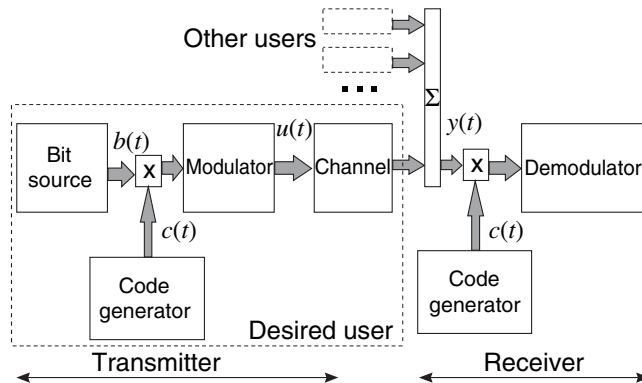 Other users
...
Σ
Bit
source
b(t)
x
Modulator
u(t)
Channel
y(t)
x
Demodulator
c(t)
c(t)
Code
generator
Code
generator
Desired user
Transmitter
Receiver